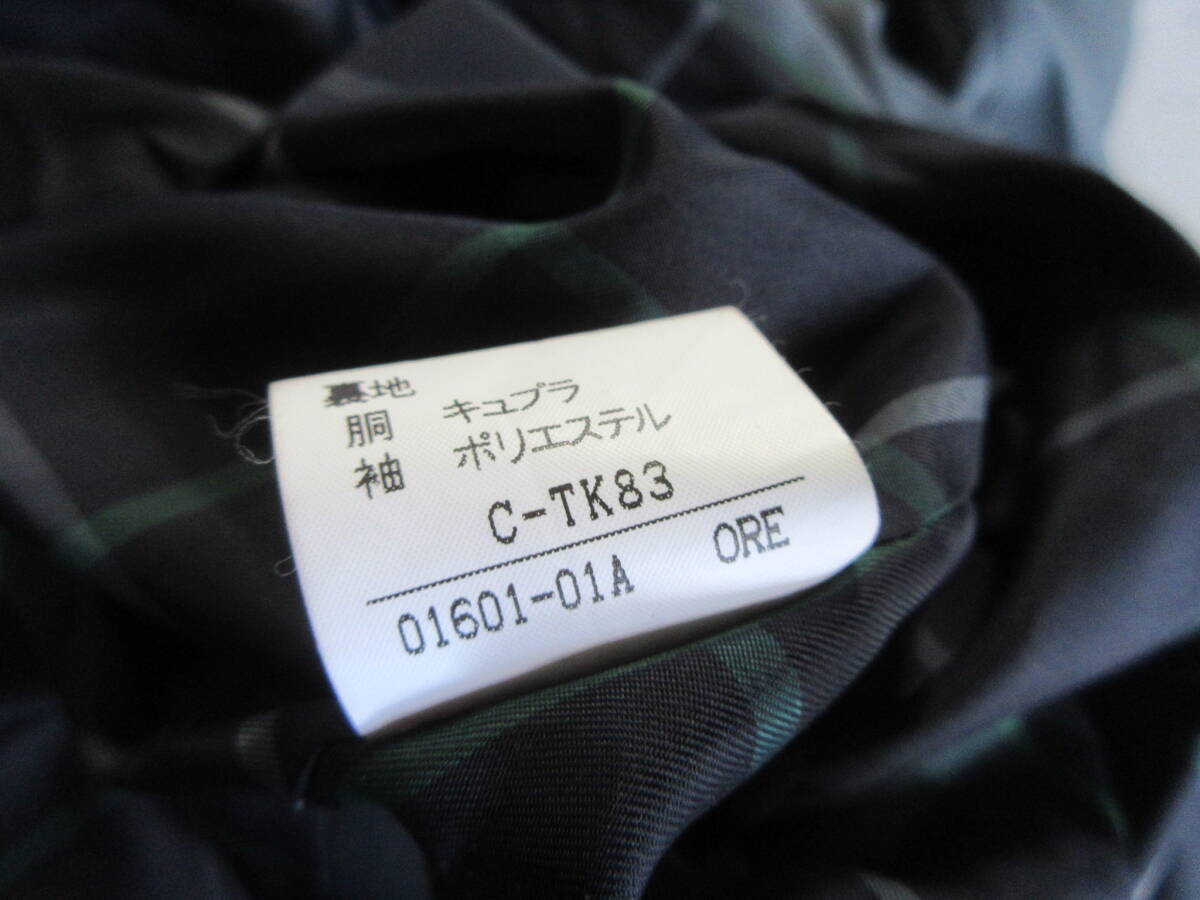 裏地
胴 キュプラ
袖 ポリエステル
C-TK83
01601-01A ORE